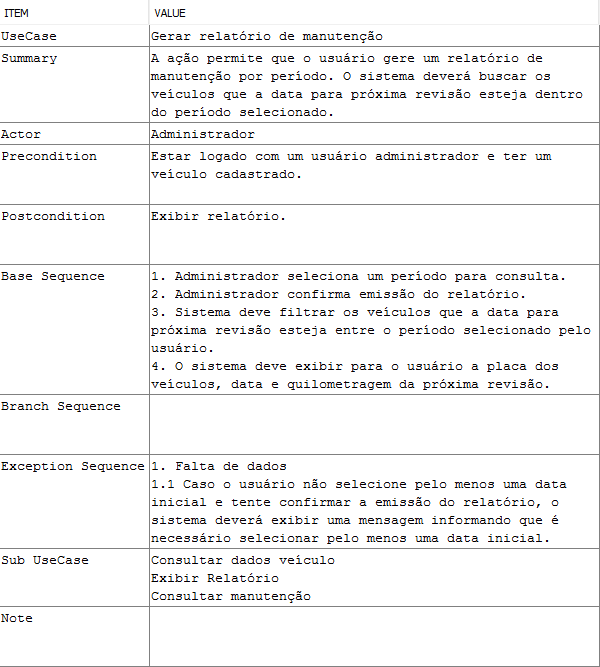 ITEM VALUE
UseCase Gerar relatório de manutenção
Summary A ação permite que o usuário gere um relatório de
manutenção por período. O sistema deverá buscar os
veículos que a data para próxima revisão esteja dentro
do período selecionado.
Actor Administrador
Precondition Estar logado com um usuário administrador e ter um
veículo cadastrado.
Postcondition Exibir relatório.
Base Sequence 1. Administrador seleciona um período para consulta.
2. Administrador confirma emissão do relatório.
3. Sistema deve filtrar os veículos que a data para
próxima revisão esteja entre o período selecionado pelo
usuário.
4. O sistema deve exibir para o usuário a placa dos
veículos, data e quilometragem da próxima revisão.
Branch Sequence
Exception Sequence 1. Falta de dados
1.1 Caso o usuário não selecione pelo menos uma data
inicial e tente confirmar a emissão do relatório, o
sistema deverá exibir uma mensagem informando que é
necessário selecionar pelo menos uma data inicial.
Sub UseCase Consultar dados veículo
Exibir Relatório
Consultar manutenção
Note